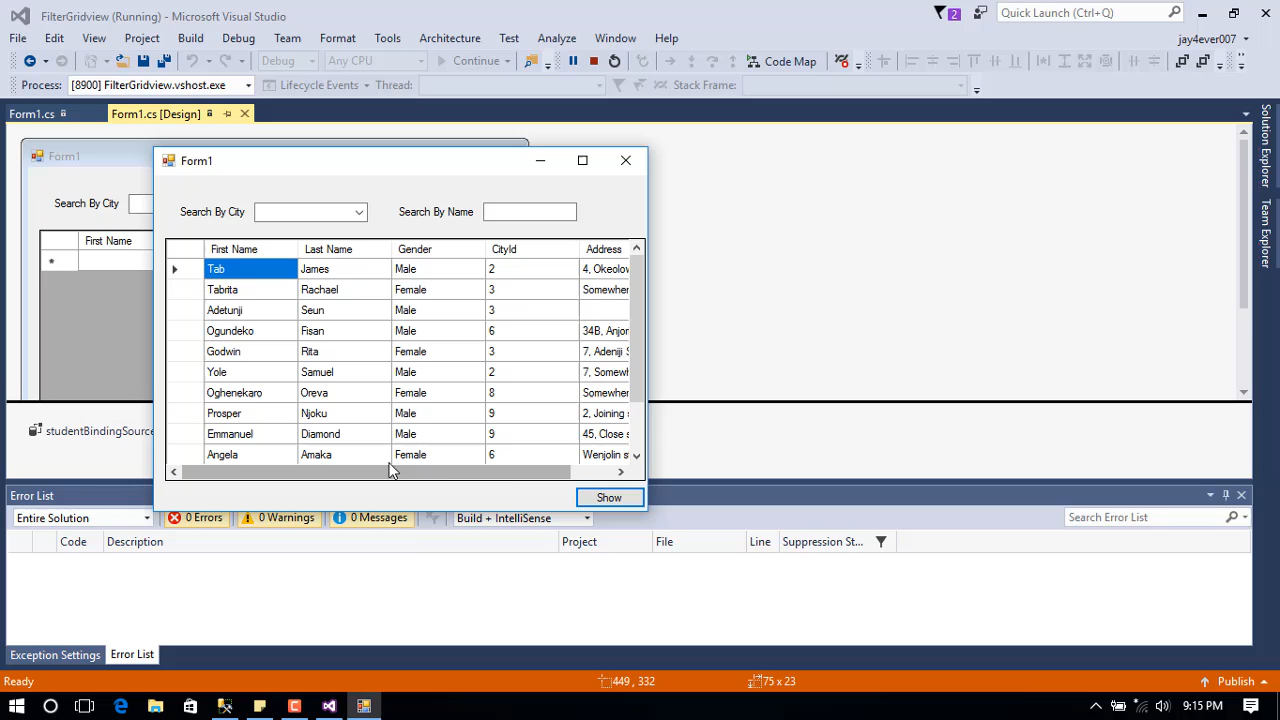 FilterGridview (Running) - Microsoft Visual Studio
2
Quick Launch (Ctrl+Q)
File Edit View Project Build Debug Team Format Tools Architecture Test Analyze Window Help
jay4ever007
Debug Any CPU Continue Code Map
Process: [8900] FilterGridview.vshost.exe Lifecycle Events Thread: Stack Frame:
Form1.cs Form1.cs [Design]
Solution Explorer
Team Explorer
Form1
Search By City
First Name
Form1
Search By City Search By Name
First Name Last Name Gender CityId Address
Tab James Male 2 4, Okeolow
Tabrita Rachael Female 3 Somewher
Adetunji Seun Male 3
Ogundeko Fisan Male 6 34B, Anjor
Godwin Rita Female 3 7, Adeniji S
Yole Samuel Male 2 7, Somew
Oghenekaro Oreva Female 8 Somewher
Prosper Njoku Male 9 2, Joining s
Emmanuel Diamond Male 9 45, Close s
Angela Amaka Female 6 Wenjolin s
Show
studentBindingSource
Error List
Entire Solution 0 Errors 0 Warnings 0 Messages Build + IntelliSense Search Error List
Code Description Project File Line Suppression St...
Exception Settings Error List
Ready 449 , 332 75 x 23 Publish
9:15 PM